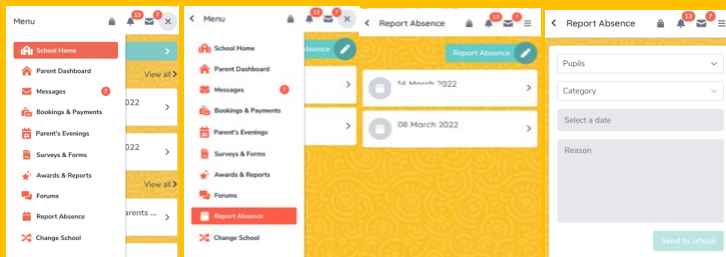 Menu
13
7
School Home
Parent Dashboard
Messages
7
Bookings & Payments
Parent's Evenings
Surveys & Forms
Awards & Reports
Forums
Report Absence
Change School
View all
022
022
View all
arents ...
Menu
13
7
School Home
Parent Dashboard
Messages
7
Bookings & Payments
Parent's Evenings
Surveys & Forms
Awards & Reports
Forums
Report Absence
Change School
bsence
Report Absence
13
7
Report Absence
14 March 2022
08 March 2022
Report Absence
13
7
Pupils
Category
Select a date
Reason
Send to school